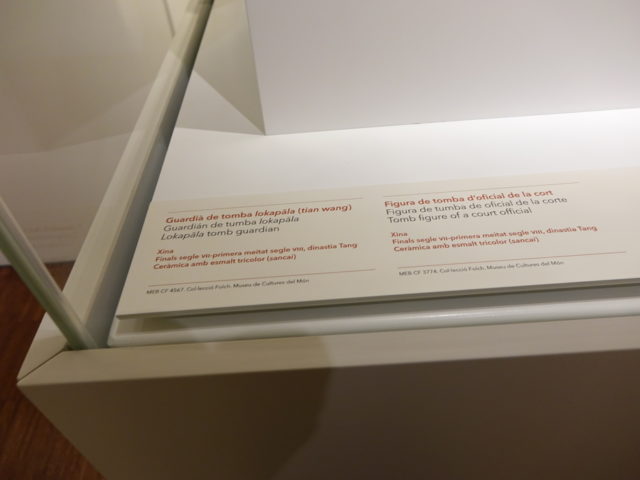 Guardià de tomba lokapāla (tian wang)
Guardián de tumba lokapāla
Lokapāla tomb guardian
Xina
Finals segle VII-primera meitat segle VIII, dinastia Tang
Ceràmica amb esmalt tricolor (sancai)
MEB CF 4567. Col·lecció Folch. Museu de Cultures del Món
Figura de tomba d'oficial de la cort
Figura de tumba de oficial de la corte
Tomb figure of a court official
Xina
Finals segle VII-primera meitat segle VIII, dinastia Tang
Ceràmica amb esmalt tricolor (sancai)
MEB CF 3774. Col·lecció Folch. Museu de Cultures del Món